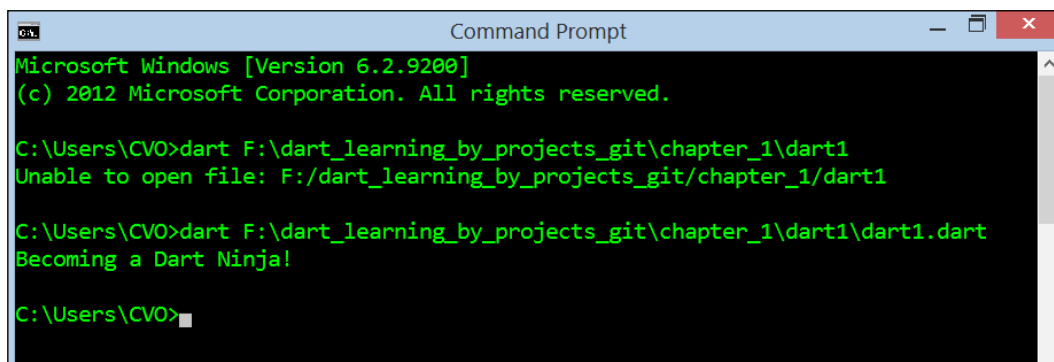 Command Prompt
Microsoft Windows [Version 6.2.9200]
(c) 2012 Microsoft Corporation. All rights reserved.
C:\Users\CVO>dart F:\dart_learning_by_projects_git\chapter_1\dart1
Unable to open file: F:/dart_learning_by_projects_git/chapter_1/dart1
C:\Users\CVO>dart F:\dart_learning_by_projects_git\chapter_1\dart1\dart1.dart
Becoming a Dart Ninja!
C:\Users\CVO>